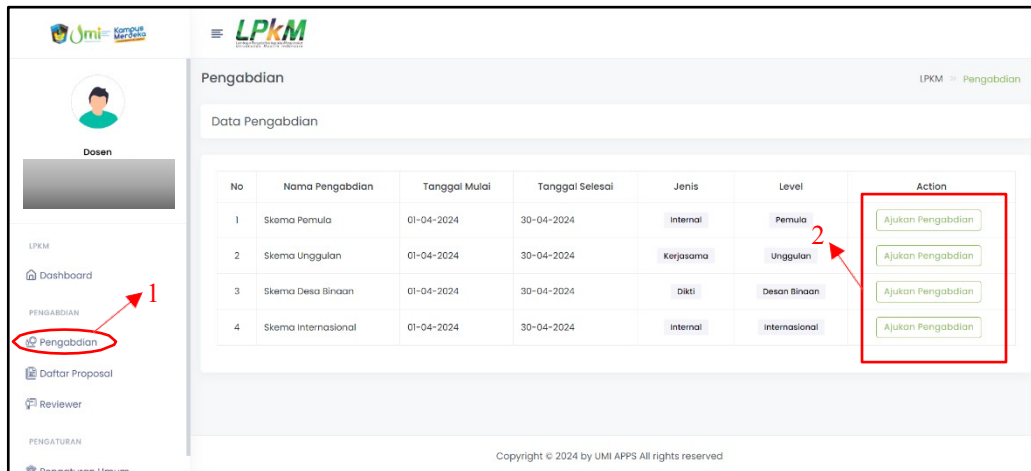 Umi Kampus Merdeka
LPkM
Pengabdian
LPKM Pengabdian
Data Pengabdian
Dosen
No Nama Pengabdian Tanggal Mulai Tanggal Selesai Jenis Level Action
1 Skema Pemula 01-04-2024 30-04-2024 Internal Pemula Ajukan Pengabdian
2 Skema Unggulan 01-04-2024 30-04-2024 Kerjasama Unggulan Ajukan Pengabdian
3 Skema Desa Binaan 01-04-2024 30-04-2024 Dikti Desan Binaan Ajukan Pengabdian
4 Skema Internasional 01-04-2024 30-04-2024 Internal Internasional Ajukan Pengabdian
2
LPKM
Dashboard
1
PENGABDIAN
Pengabdian
Daftar Proposal
Reviewer
PENGATURAN
Pengaturan Umum
Copyright © 2024 by UMI APPS All rights reserved